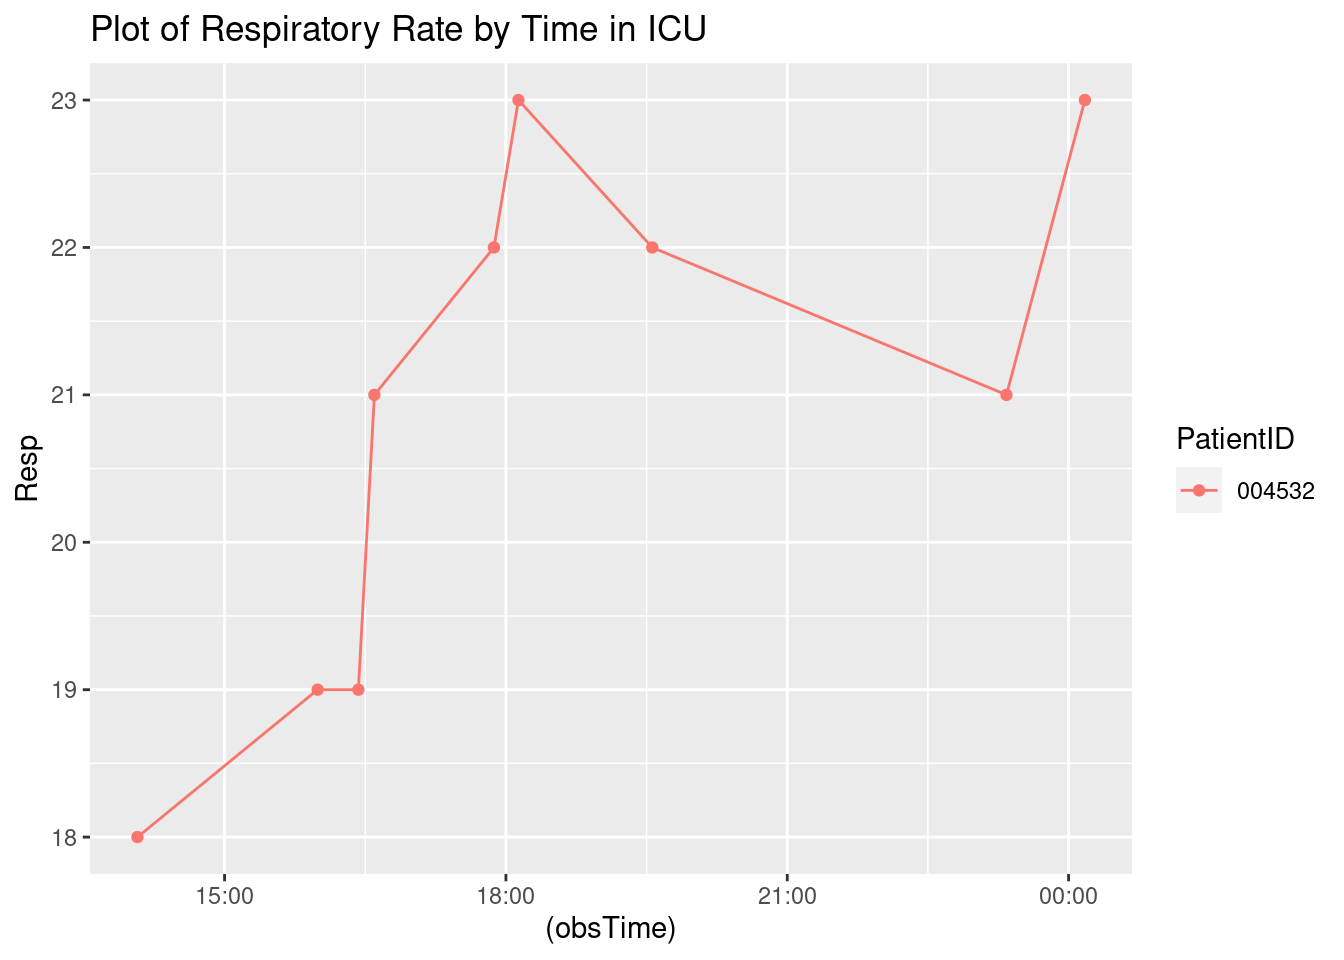 Plot of Respiratory Rate by Time in ICU
23
22
21
20
19
18
Resp
15:00 18:00 21:00 00:00
(obsTime)
PatientID
004532